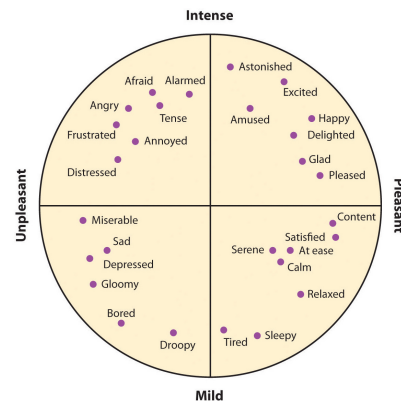 Intense
Astonished
Afraid
Alarmed
Excited
Angry
Tense
Amused
Happy
Frustrated
Annoyed
Delighted
Glad
Distressed
Pleased
Unpleasant
Pleasant
Miserable
Content
Sad
Satisfied
Serene
At ease
Depressed
Calm
Gloomy
Relaxed
Bored
Droopy
Tired
Sleepy
Mild